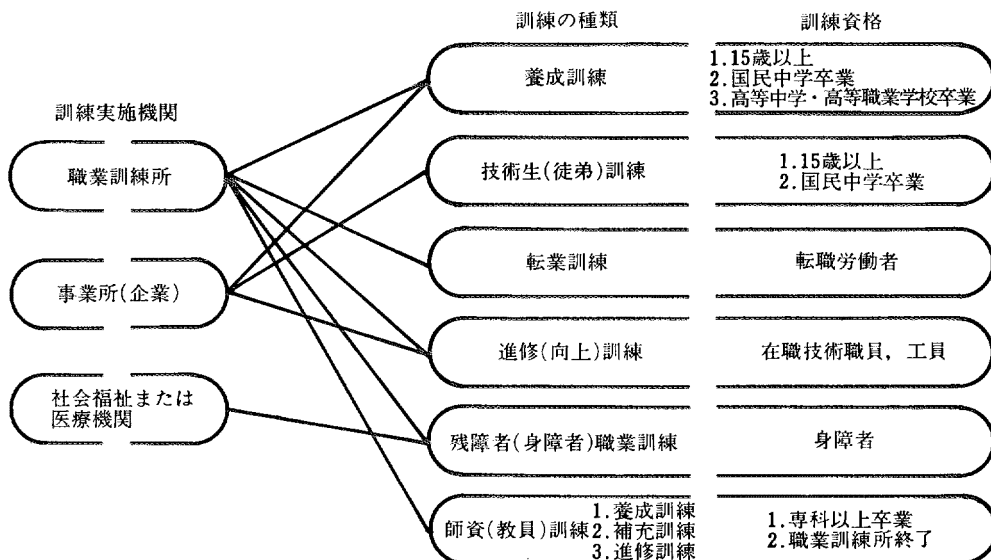 訓練の種類
訓練資格
訓練実施機関
職業訓練所
事業所(企業)
社会福祉または
医療機関
養成訓練
1.15歳以上
2.国民中学卒業
3.高等中学・高等職業学校卒業
技術生(徒弟)訓練
1.15歳以上
2.国民中学卒業
転業訓練
転職労働者
進修(向上)訓練
在職技術職員，工員
残障者(身障者)職業訓練
身障者
師資(教員)訓練
1.養成訓練
2.補充訓練
3.進修訓練
1.専科以上卒業
2.職業訓練所終了